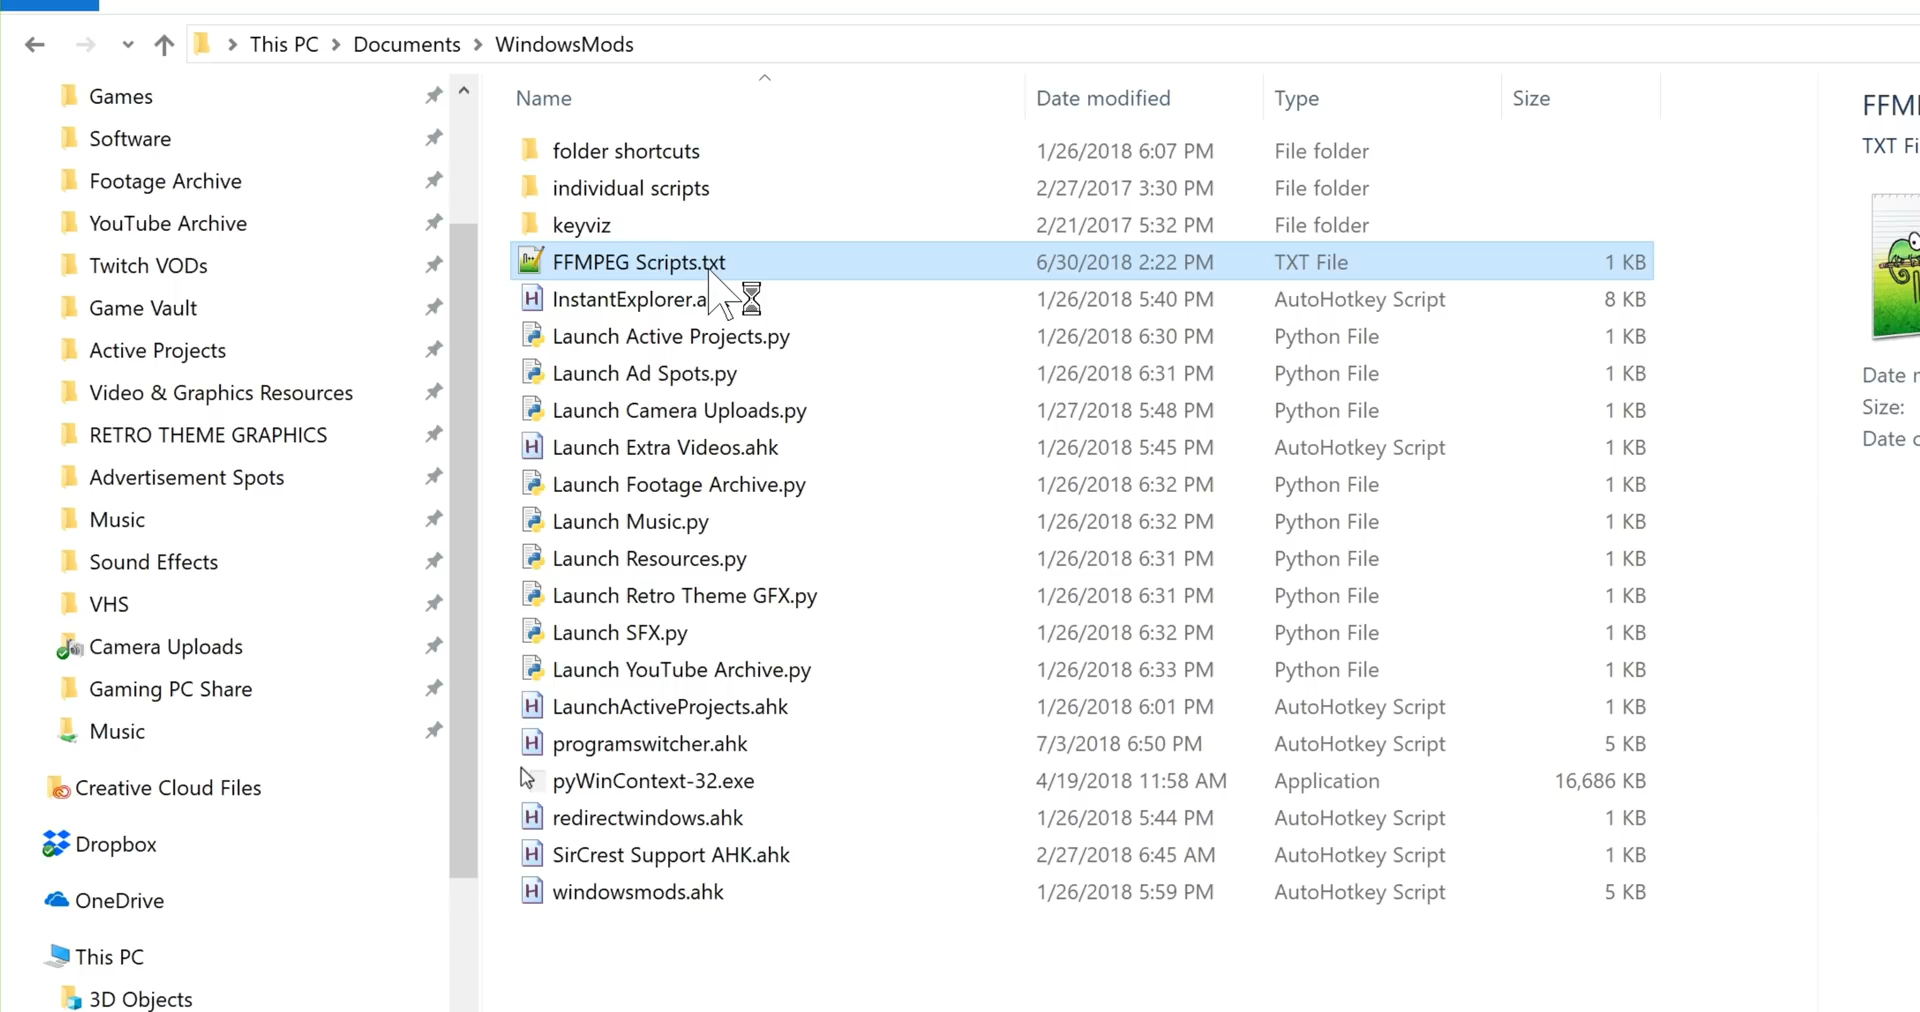 This PC > Documents > WindowsMods
Games
Software
Footage Archive
YouTube Archive
Twitch VODs
Game Vault
Active Projects
Video & Graphics Resources
RETRO THEME GRAPHICS
Advertisement Spots
Music
Sound Effects
VHS
Camera Uploads
Gaming PC Share
Music
Creative Cloud Files
Dropbox
OneDrive
This PC
3D Objects
Name Date modified Type Size
folder shortcuts 1/26/2018 6:07 PM File folder
individual scripts 2/27/2017 3:30 PM File folder
keyviz 2/21/2017 5:32 PM File folder
FFMPEG Scripts.txt 6/30/2018 2:22 PM TXT File 1 KB
InstantExplorer.a 1/26/2018 5:40 PM AutoHotkey Script 8 KB
Launch Active Projects.py 1/26/2018 6:30 PM Python File 1 KB
Launch Ad Spots.py 1/26/2018 6:31 PM Python File 1 KB
Launch Camera Uploads.py 1/27/2018 5:48 PM Python File 1 KB
Launch Extra Videos.ahk 1/26/2018 5:45 PM AutoHotkey Script 1 KB
Launch Footage Archive.py 1/26/2018 6:32 PM Python File 1 KB
Launch Music.py 1/26/2018 6:32 PM Python File 1 KB
Launch Resources.py 1/26/2018 6:31 PM Python File 1 KB
Launch Retro Theme GFX.py 1/26/2018 6:31 PM Python File 1 KB
Launch SFX.py 1/26/2018 6:32 PM Python File 1 KB
Launch YouTube Archive.py 1/26/2018 6:33 PM Python File 1 KB
LaunchActiveProjects.ahk 1/26/2018 6:01 PM AutoHotkey Script 1 KB
programswitcher.ahk 7/3/2018 6:50 PM AutoHotkey Script 5 KB
pyWinContext-32.exe 4/19/2018 11:58 AM Application 16,686 KB
redirectwindows.ahk 1/26/2018 5:44 PM AutoHotkey Script 1 KB
SirCrest Support AHK.ahk 2/27/2018 6:45 AM AutoHotkey Script 1 KB
windowsmods.ahk 1/26/2018 5:59 PM AutoHotkey Script 5 KB
FFM
TXT Fi
Date
Size:
Date